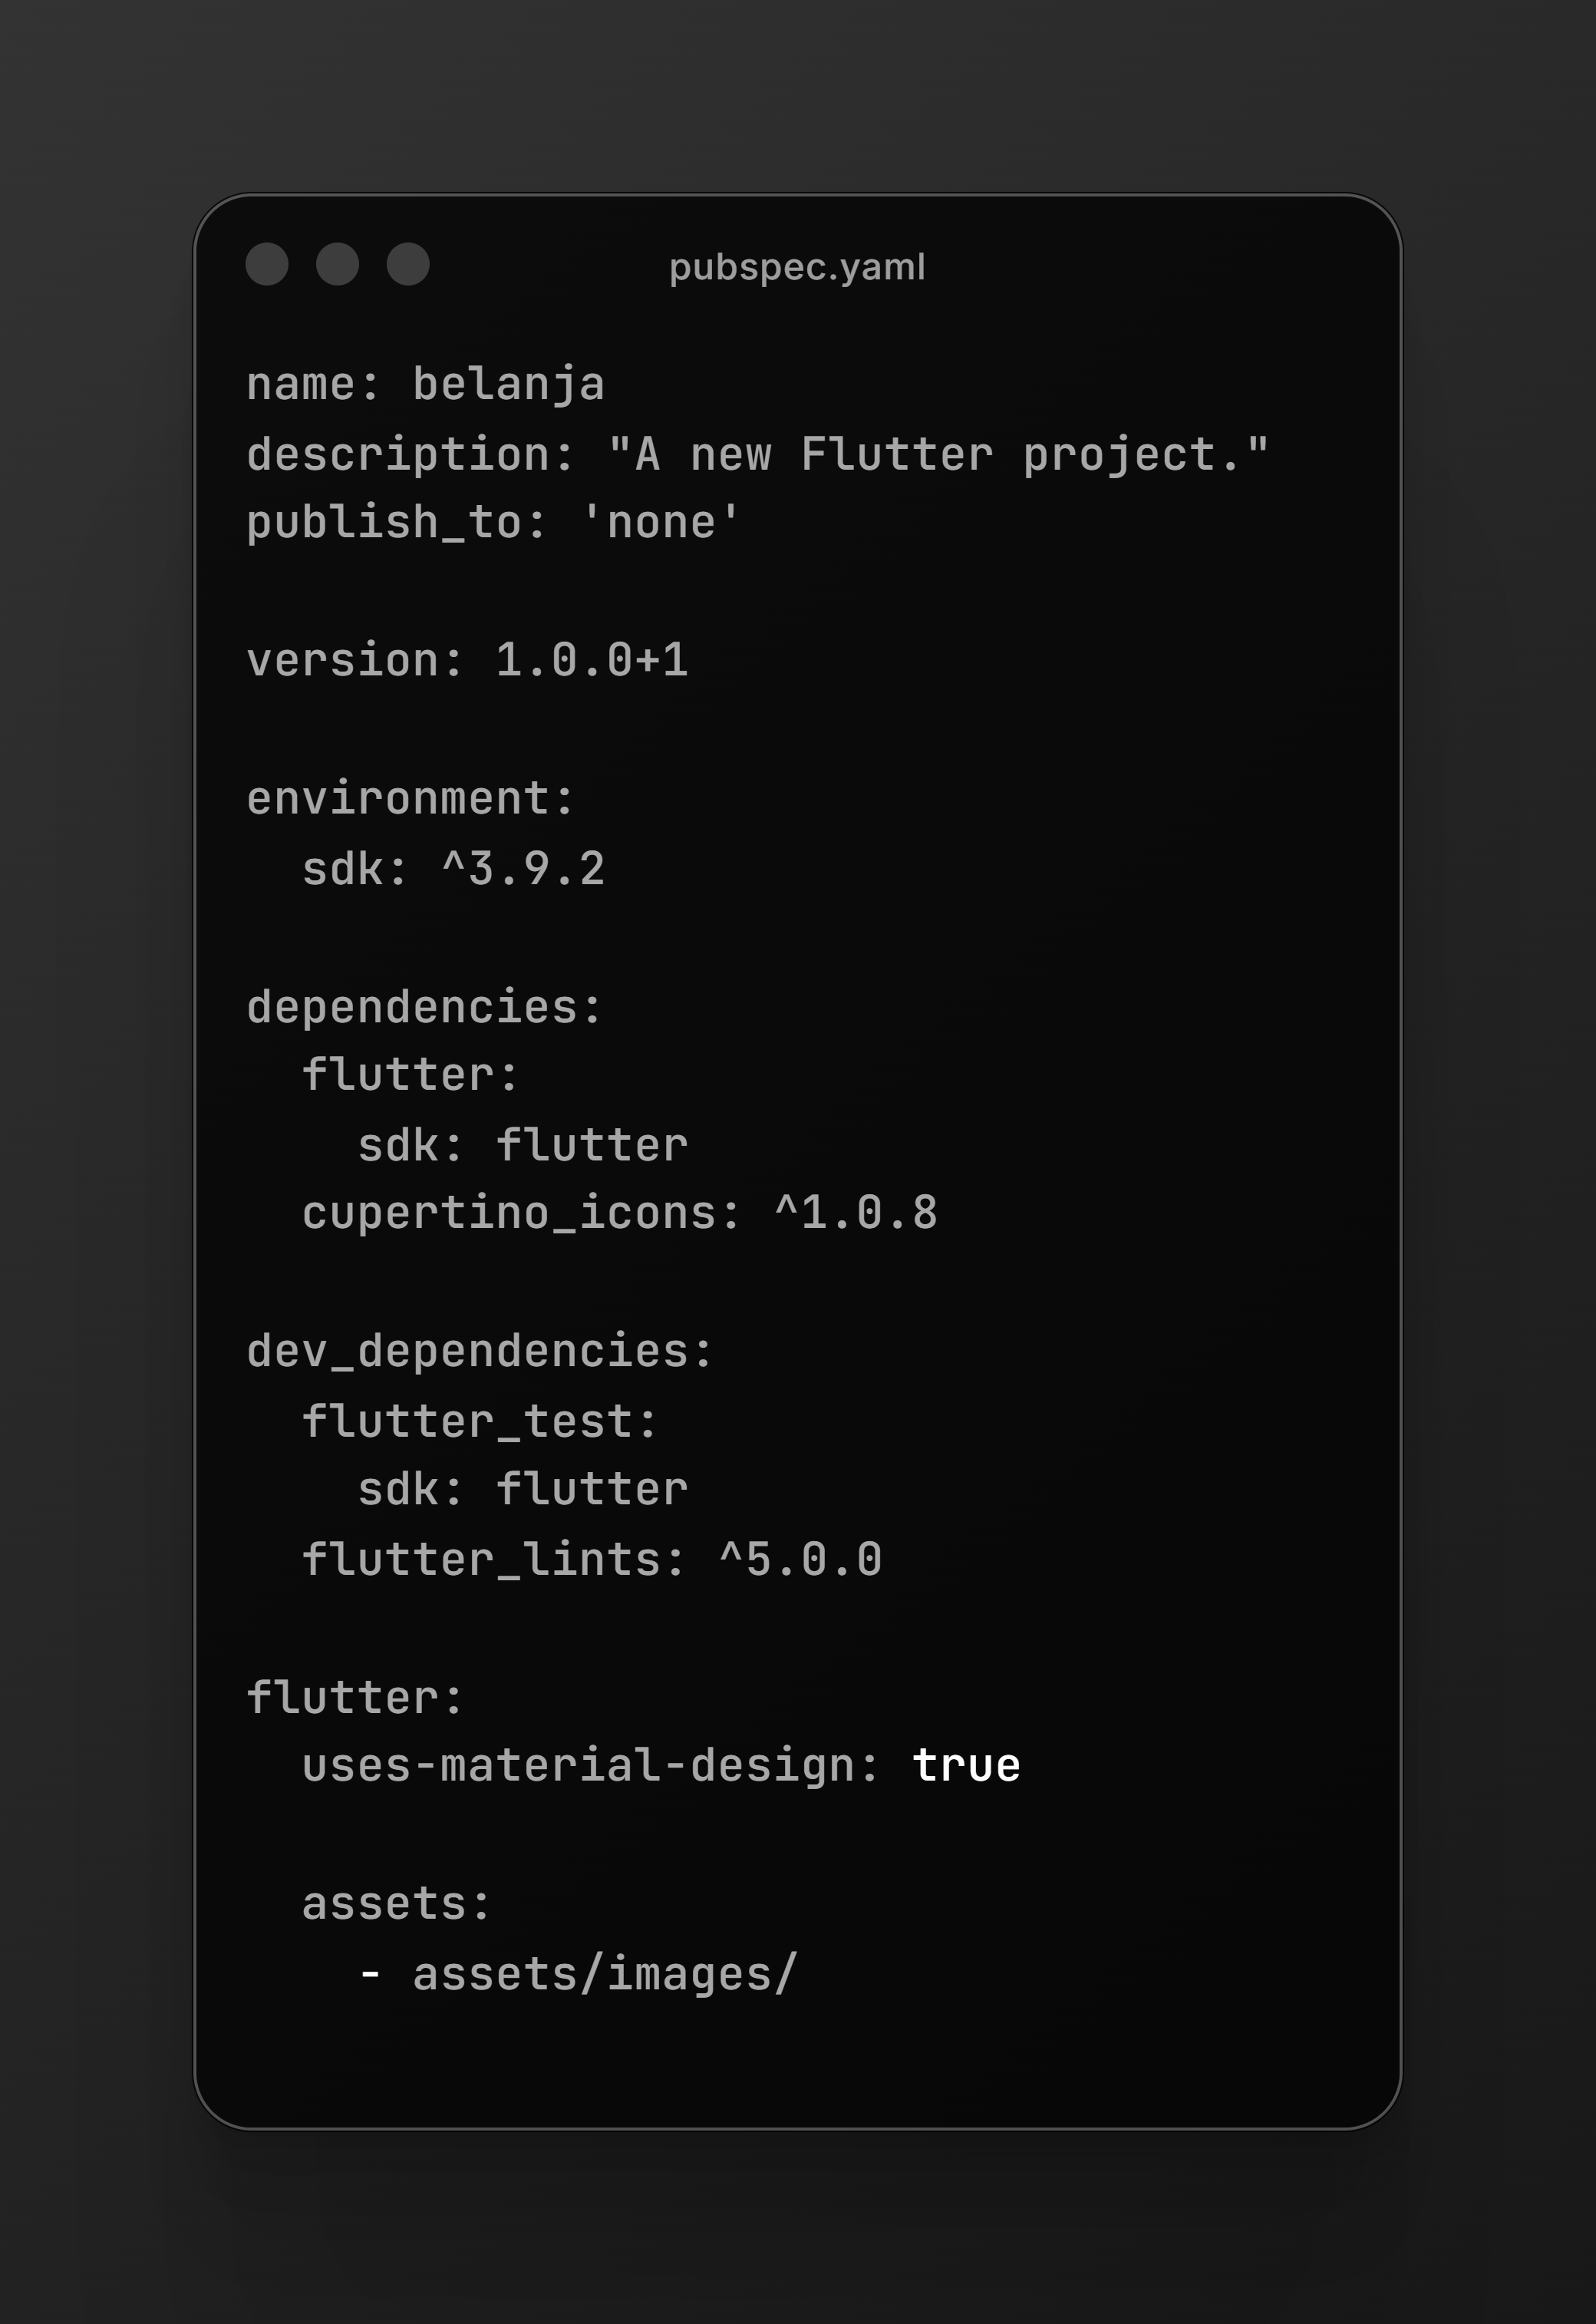 pubspec.yaml
name: belanja
description: "A new Flutter project."
publish_to: 'none'

version: 1.0.0+1

environment:
  sdk: ^3.9.2

dependencies:
  flutter:
    sdk: flutter
  cupertino_icons: ^1.0.8

dev_dependencies:
  flutter_test:
    sdk: flutter
  flutter_lints: ^5.0.0

flutter:
  uses-material-design: true

  assets:
    - assets/images/